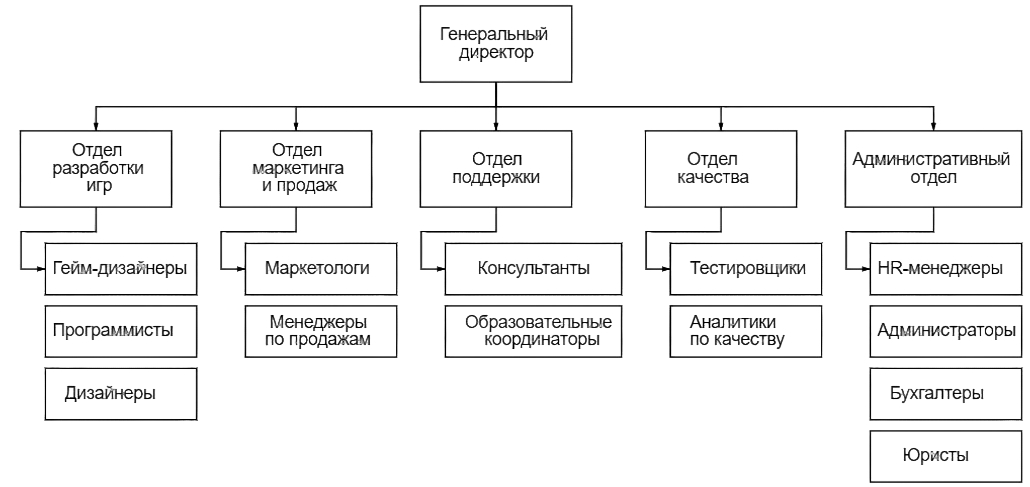 Генеральный
директор
Отдел
разработки
игр
Отдел
маркетинга
и продаж
Отдел
поддержки
Отдел
качества
Административный
отдел
Гейм-дизайнеры
Программисты
Дизайнеры
Маркетологи
Менеджеры
по продажам
Консультанты
Образовательные
координаторы
Тестировщики
Аналитики
по качеству
HR-менеджеры
Администраторы
Бухгалтеры
Юристы